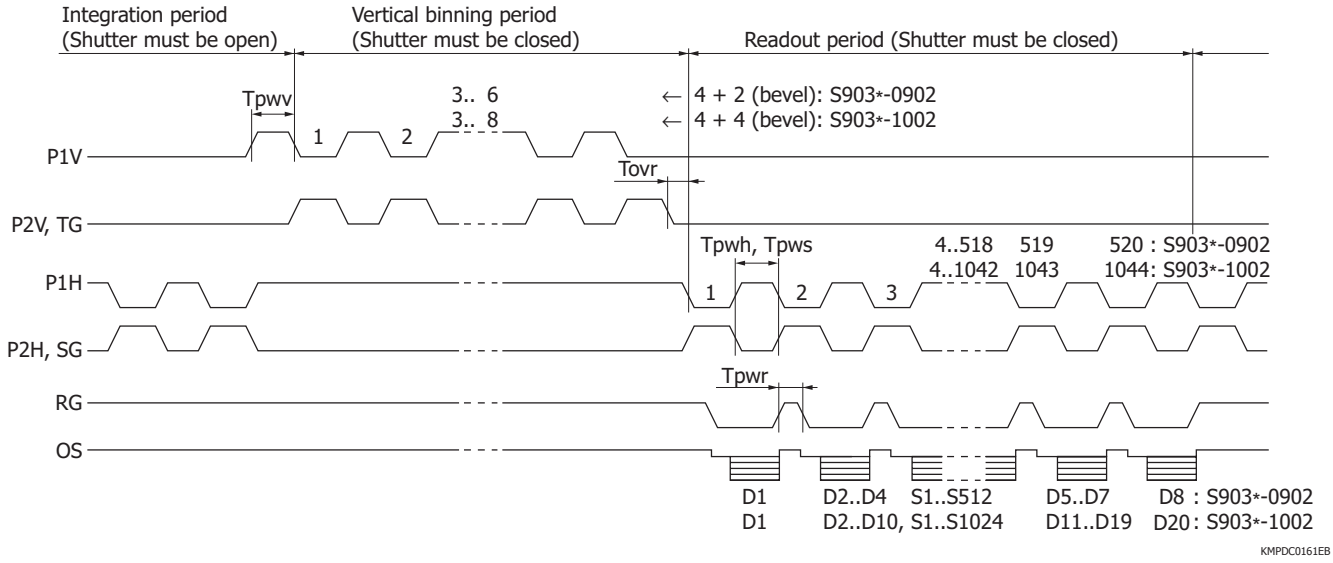 Integration period
(Shutter must be open)
Vertical binning period
(Shutter must be closed)
Readout period (Shutter must be closed)
Tpwv
3.. 6
← 4 + 2 (bevel): S903*-0902
1
2
3.. 8
← 4 + 4 (bevel): S903*-1002
P1V
Tovr
P2V, TG
Tpwh, Tpws
4..518 519 520 : S903*-0902
4..1042 1043 1044: S903*-1002
P1H
1
2
3
P2H, SG
Tpwr
RG
OS
D1 D2..D4 S1..S512 D5..D7 D8 : S903*-0902
D1 D2..D10, S1..S1024 D11..D19 D20: S903*-1002
KMPDC0161EB